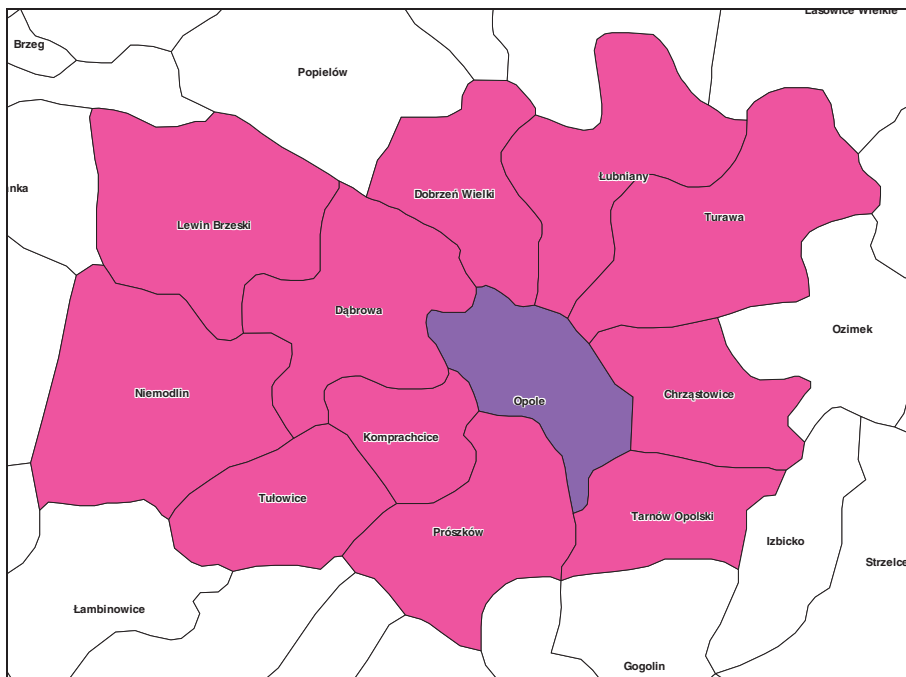 Lasowice Wielkie
Brzeg
Popielów
nka
Łubniany
Dobrzeń Wielki
Turawa
Lewin Brzeski
Dąbrowa
Ozimek
Niemodlin
Chrząstowice
Opole
Komprachcice
Tułowice
Tarnów Opolski
Prószków
Izbicko
Strzelce
Łambinowice
Gogolin